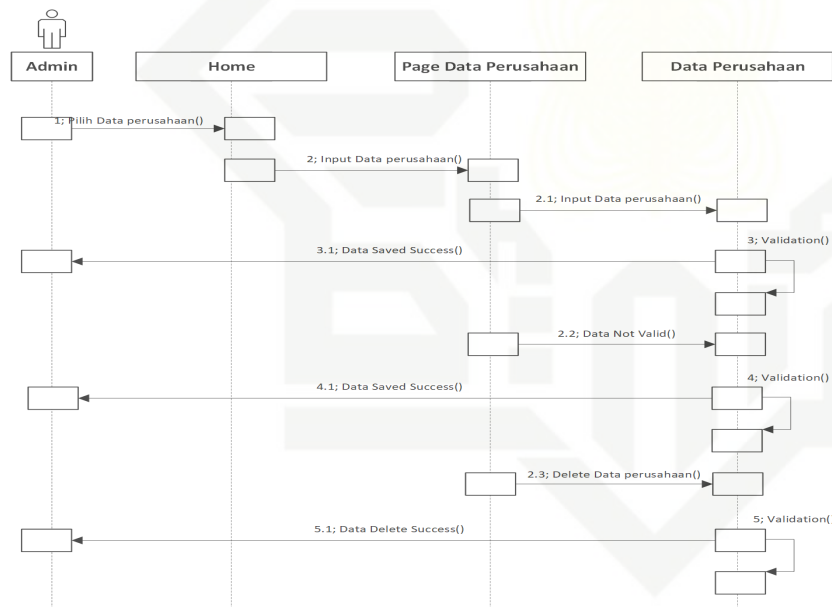 Admin
Home
Page Data Perusahaan
Data Perusahaan
1; Pilih Data perusahaan()
2; Input Data perusahaan()
2.1; Input Data perusahaan()
3; Validation()
3.1; Data Saved Success()
2.2; Data Not Valid()
4; Validation()
4.1; Data Saved Success()
2.3; Delete Data perusahaan()
5; Validation()
5.1; Data Delete Success()